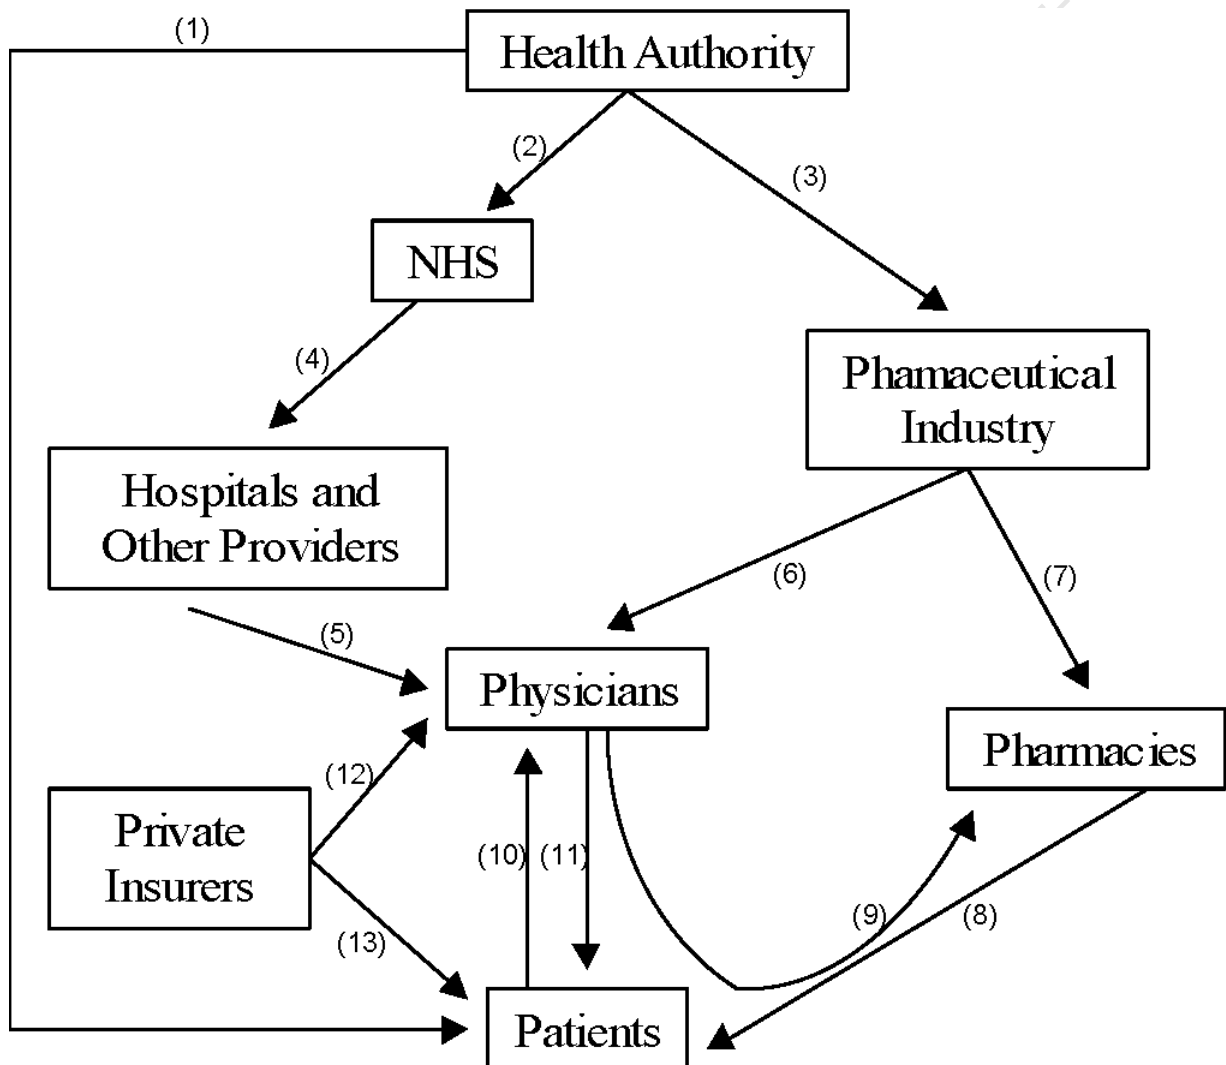 (1)
Health Authority
(2)
(3)
NHS
(4)
Phamaceutical
Industry
Hospitals and
Other Providers
(5)
(6)
(7)
Physicians
Pharmacies
(12)
Private
Insurers
(10)
(11)
(13)
(9)
(8)
Patients